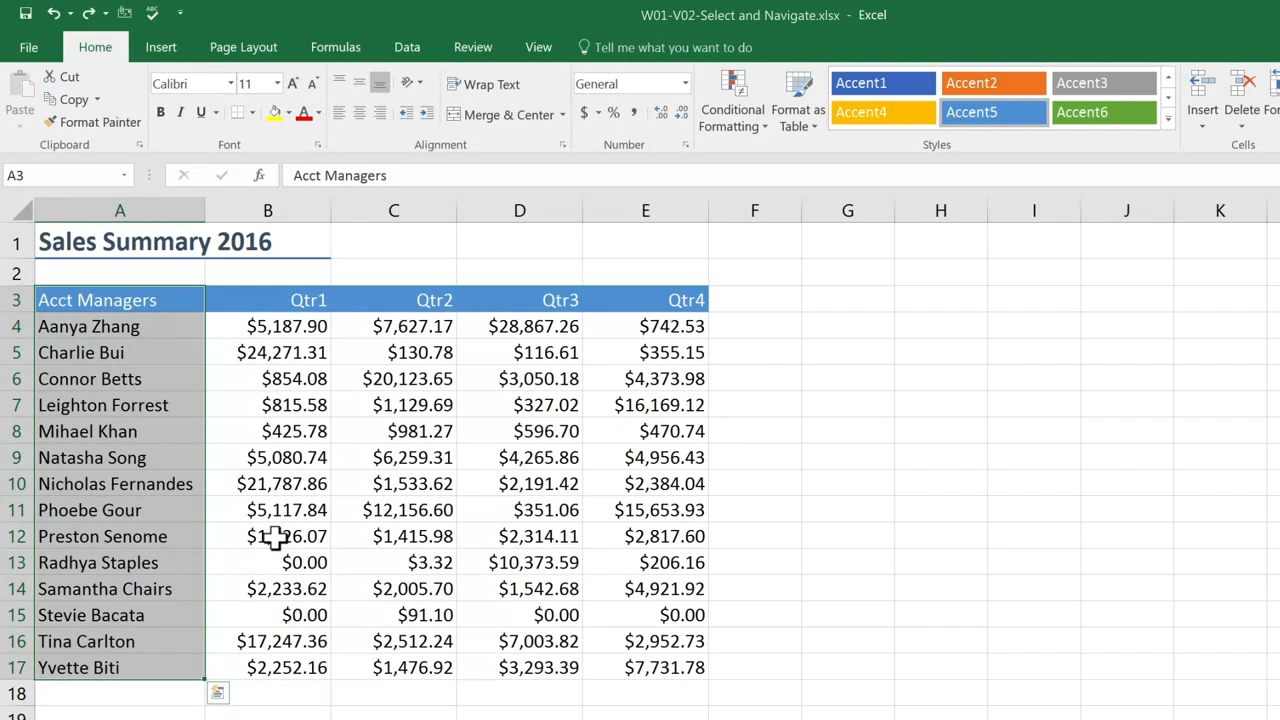 W01-V02-Select and Navigate.xlsx - Excel
File Home Insert Page Layout Formulas Data Review View Tell me what you want to do
Cut
Copy
Format Painter
Paste
Clipboard
Calibri 11
B I U
Font
Wrap Text
Merge & Center
Alignment
General
$ % ,
Number
Conditional Formatting
Format as Table
Accent1 Accent2 Accent3
Accent4 Accent5 Accent6
Styles
Insert Delete
Cells
A3 fx Acct Managers
A B C D E F G H I J K
1 Sales Summary 2016
2
3 Acct Managers Qtr1 Qtr2 Qtr3 Qtr4
4 Aanya Zhang $5,187.90 $7,627.17 $28,867.26 $742.53
5 Charlie Bui $24,271.31 $130.78 $116.61 $355.15
6 Connor Betts $854.08 $20,123.65 $3,050.18 $4,373.98
7 Leighton Forrest $815.58 $1,129.69 $327.02 $16,169.12
8 Mihael Khan $425.78 $981.27 $596.70 $470.74
9 Natasha Song $5,080.74 $6,259.31 $4,265.86 $4,956.43
10 Nicholas Fernandes $21,787.86 $1,533.62 $2,191.42 $2,384.04
11 Phoebe Gour $5,117.84 $12,156.60 $351.06 $15,653.93
12 Preston Senome $1,415.98 $2,314.11 $2,817.60
13 Radhya Staples $0.00 $3.32 $10,373.59 $206.16
14 Samantha Chairs $2,233.62 $2,005.70 $1,542.68 $4,921.92
15 Stevie Bacata $0.00 $91.10 $0.00 $0.00
16 Tina Carlton $17,247.36 $2,512.24 $7,003.82 $2,952.73
17 Yvette Biti $2,252.16 $1,476.92 $3,293.39 $7,731.78
18